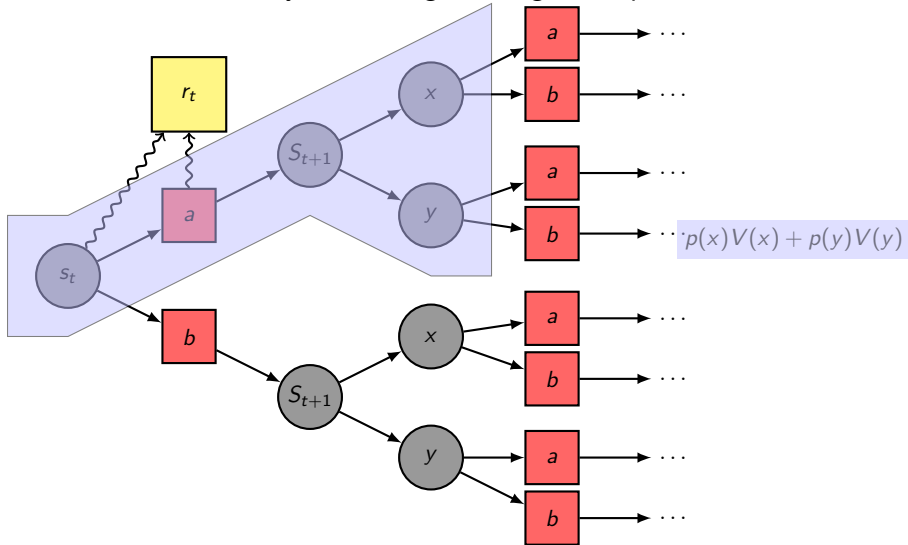 a ...
r_t
x
b ...
S_{t+1}
a ...
a
y
b ... p(x)V(x) + p(y)V(y)
s_t
a ...
b
x
b ...
S_{t+1}
y
a ...
b ...